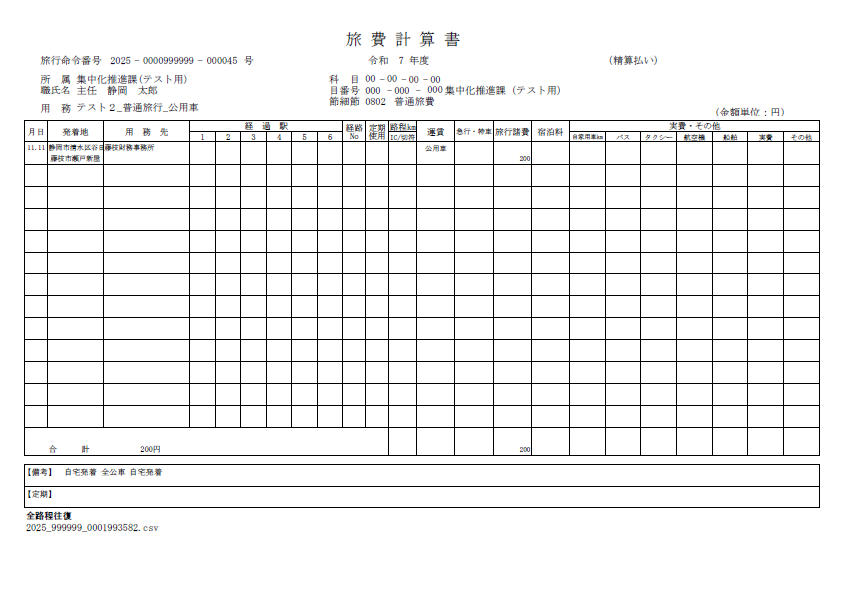 旅 費 計 算 書
旅行命令番号 2025 - 0000999999 - 000045 号 令和 7 年度 (精算払い)
所 属 集中化推進課(テスト用) 科 目 00 - 00 - 00 - 00
職氏名 主任 静岡 太郎 目番号 000 - 000 - 000 集中化推進課 (テスト用)
用 務 テスト２_普通旅行_公用車 節細節 0802 普通旅費
(金額単位：円)
月日 発着地 用 務 先 経 過 駅 経路No 定期使用 路程km IC/切符 運賃 急行・特車 旅行諸費 宿泊料 実費・その他
1 2 3 4 5 6 自家用車km バス タクシー 航空機 船舶 実費 その他
11.11 静岡市清水区谷田 藤枝財務事務所 公用車
藤枝市瀬戸新屋 200
合 計 200円 200
【備考】 自宅発着 全公車 自宅発着
【定期】
全路程往復
2025_999999_0001993582.csv